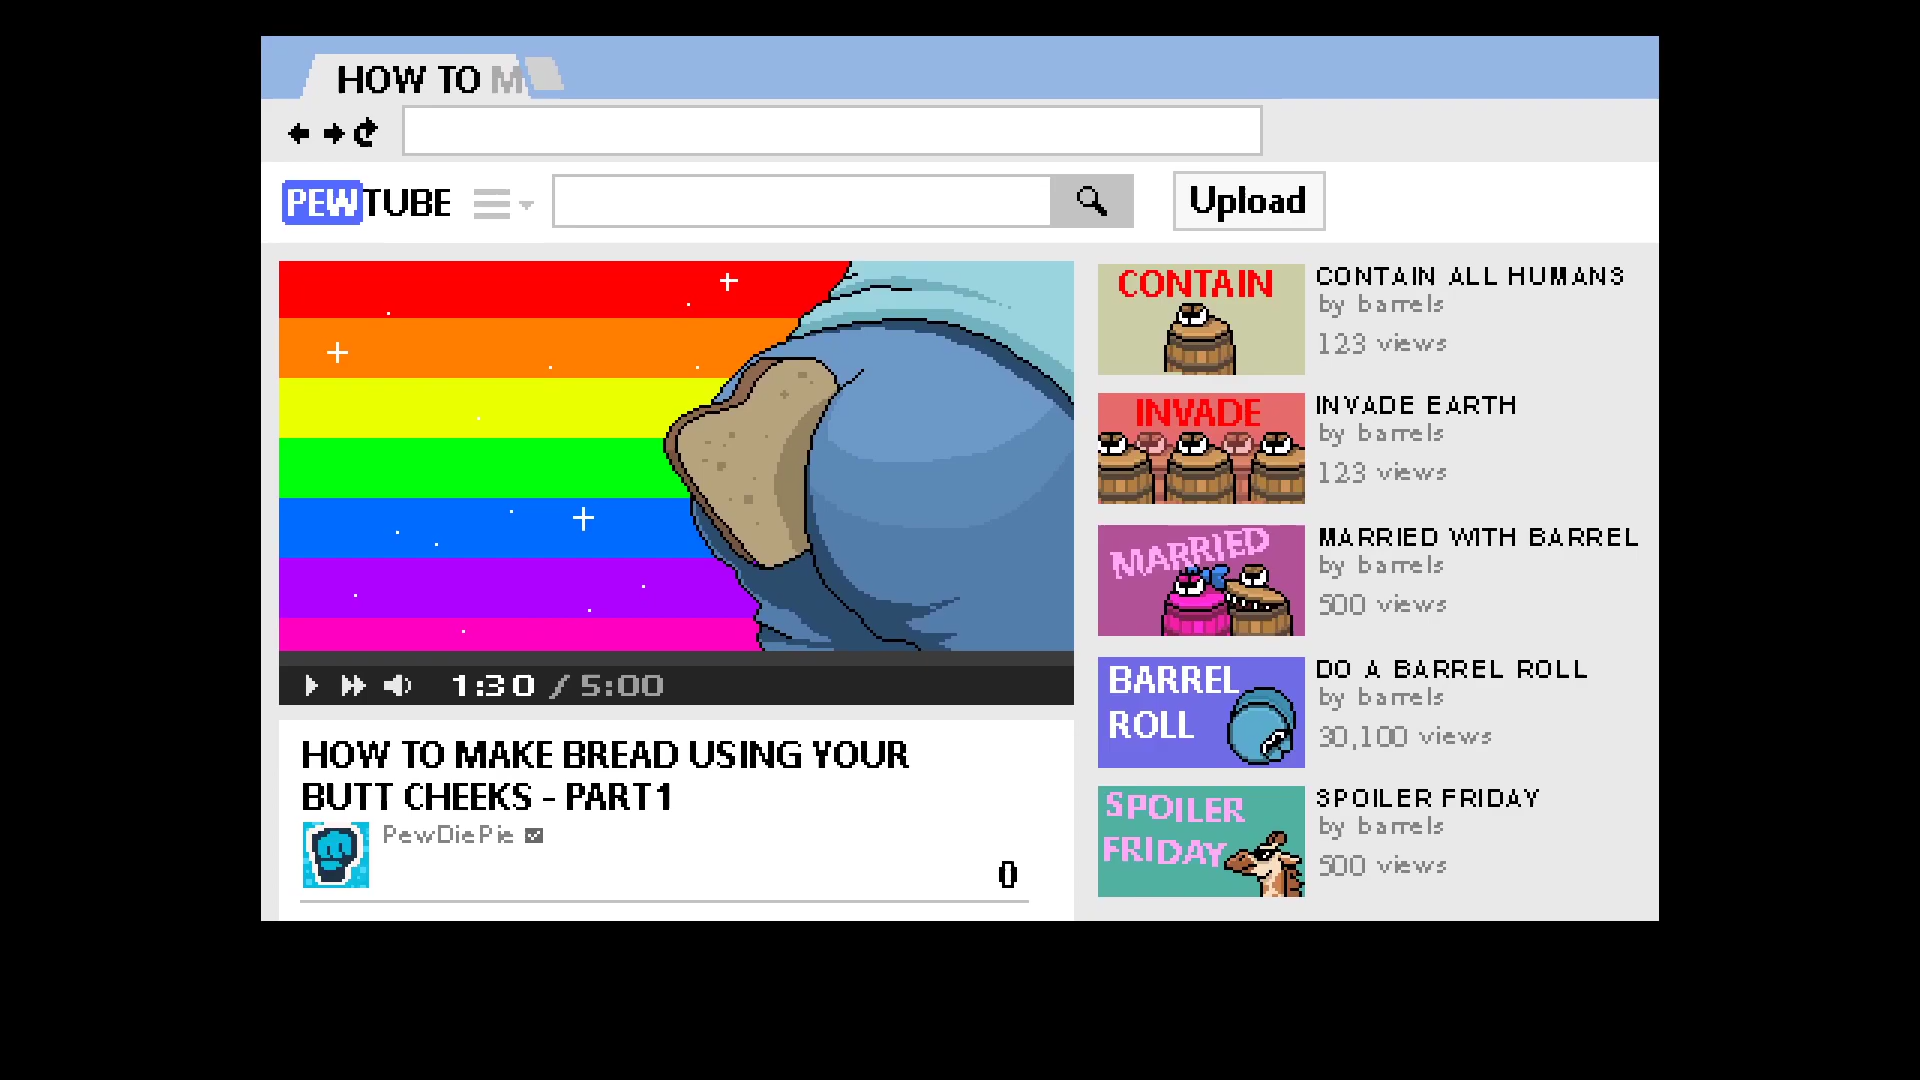 HOW TO M
PEWTUBE
Upload
1:30 / 5:00
HOW TO MAKE BREAD USING YOUR
BUTT CHEEKS - PART1
PewDiePie
0
CONTAIN
CONTAIN ALL HUMANS
by barrels
123 views
INVADE
INVADE EARTH
by barrels
123 views
MARRIED
MARRIED WITH BARREL
by barrels
500 views
BARREL
ROLL
DO A BARREL ROLL
by barrels
30,100 views
SPOILER
FRIDAY
SPOILER FRIDAY
by barrels
500 views